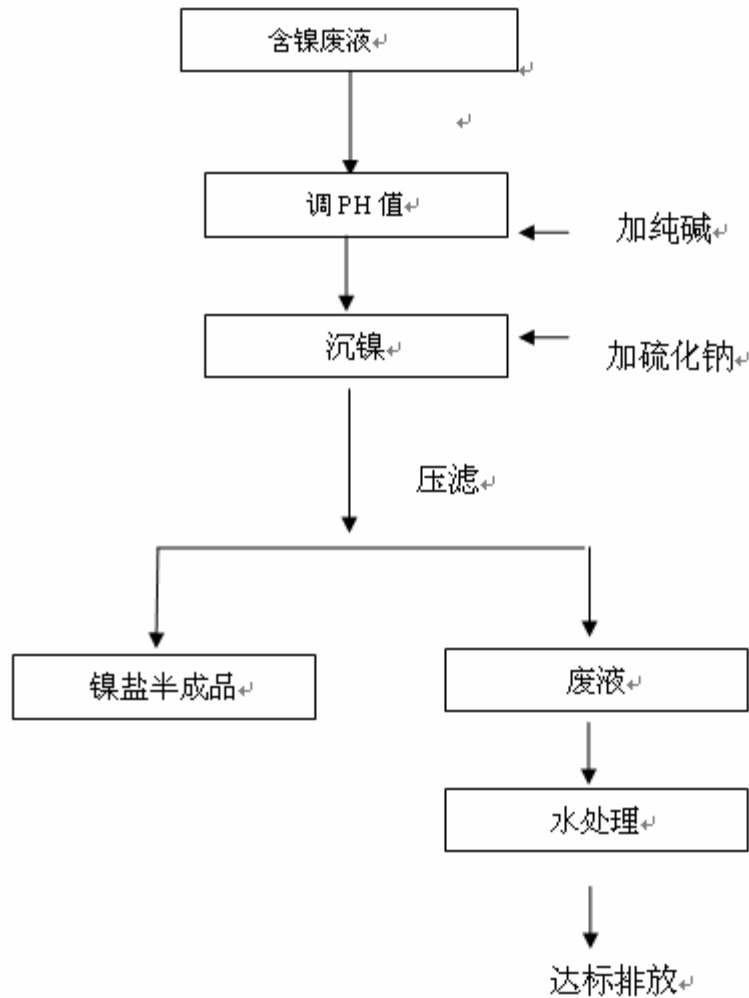 含镍废液
调PH值
加纯碱
沉镍
加硫化钠
压滤
镍盐半成品
废液
水处理
达标排放